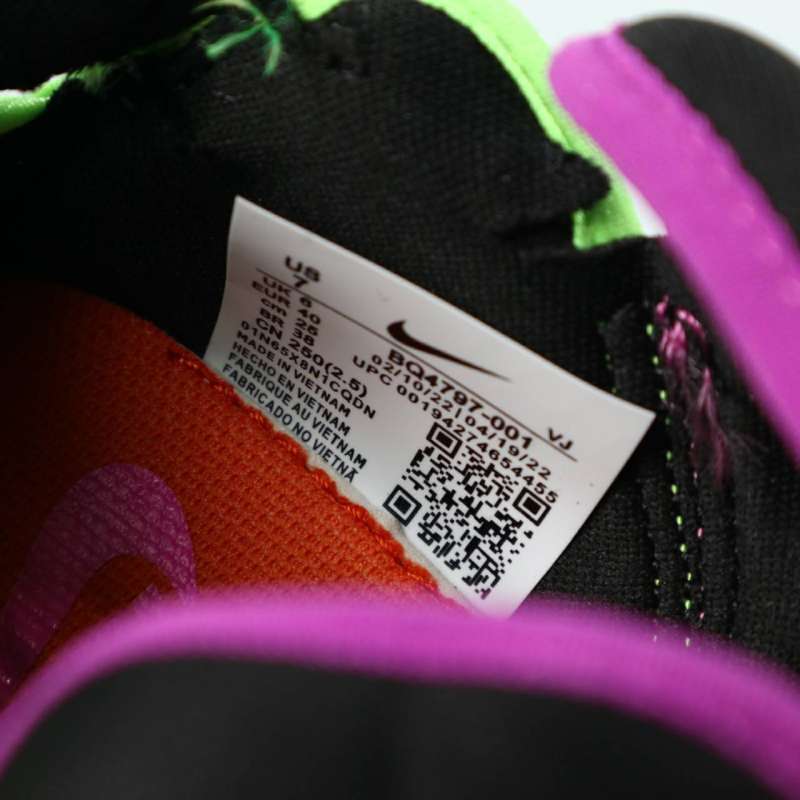 US 7
UK 6
EUR 40
cm 25
BR 38
CN 250(2.5)
01N65X8N1CQDN
MADE IN VIETNAM
HECHO EN VIETNAM
FABRIQUE AU VIETNAM
FABRICADO NO VIETNÃ
BQ4797-001 VJ
02/10/22|04/19/22
UPC 00194274654455